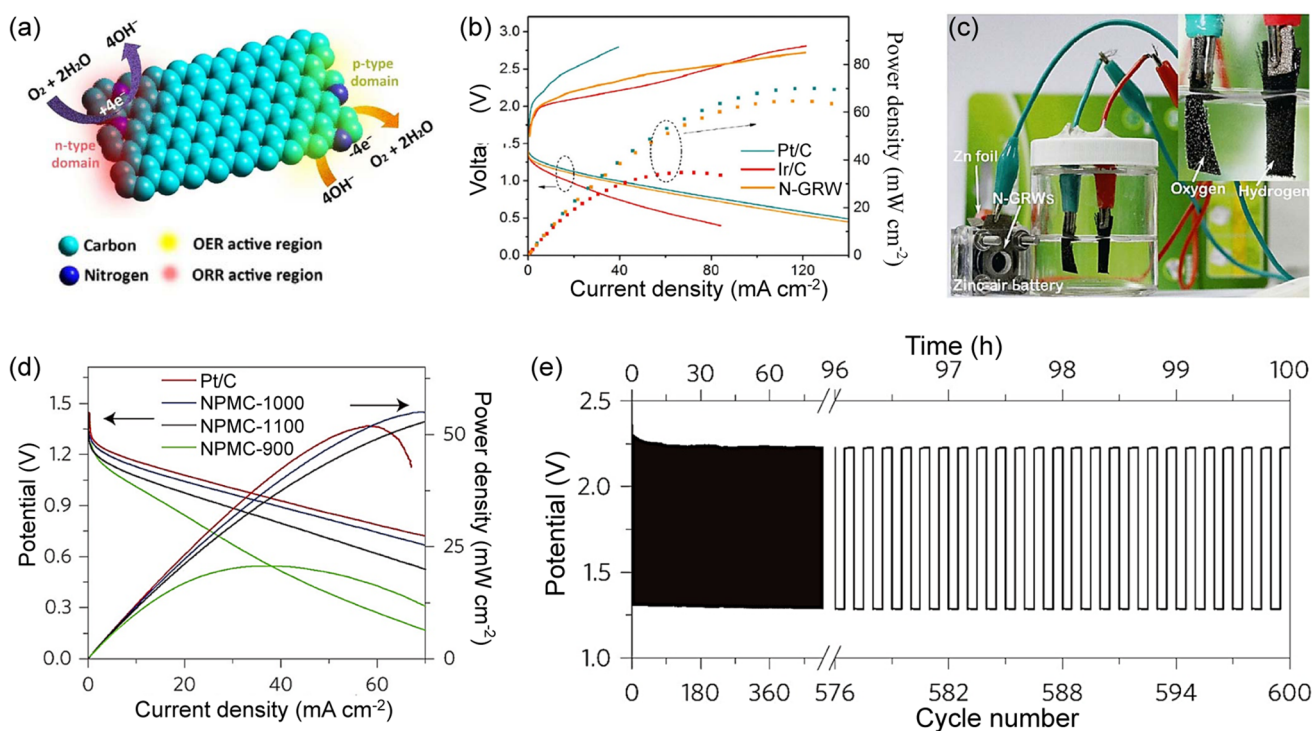 (a)
O₂ + 2H₂O
4OH⁻
+4e⁻
n-type
domain
p-type
domain
-4e⁻
O₂ + 2H₂O
4OH⁻
Carbon
OER active region
Nitrogen
ORR active region
(b)
3.0
2.5
2.0
1.5
1.0
0.5
0.0
(V)
80
60
40
20
0
Power density (mW cm⁻²)
Pt/C
Ir/C
N-GRW
0
40
80
120
Current density (mA cm⁻²)
(c)
Zn foil
N-GRWs
Zinc-air battery
Oxygen
Hydrogen
(d)
Pt/C
NPMC-1000
NPMC-1100
NPMC-900
1.5
1.2
0.9
0.6
0.3
0.0
Potential (V)
50
25
0
Power density (mW cm⁻²)
0
20
40
60
Current density (mA cm⁻²)
(e)
Time (h)
0
30
60
96
97
98
99
100
2.5
2.0
1.5
1.0
Potential (V)
0
180
360
576
582
588
594
600
Cycle number